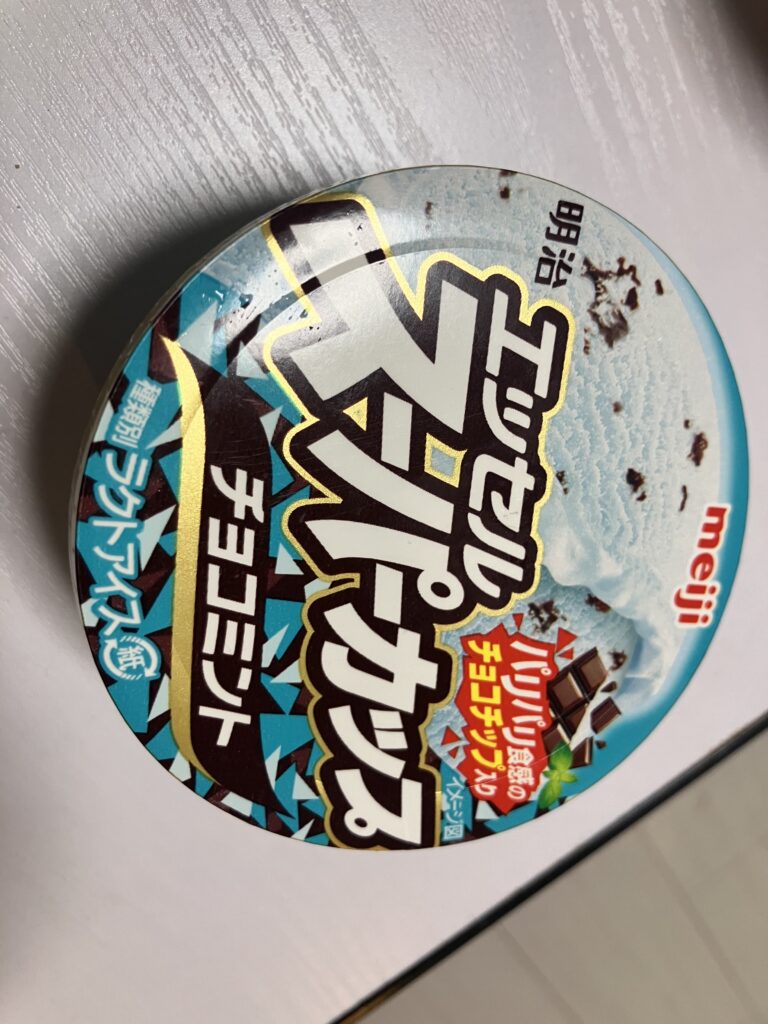 明治
meiji
エッセル
スーパーカップ
パリパリ食感の
チョコチップ入り
イメージ図
チョコミント
種類別 ラクトアイス
紙